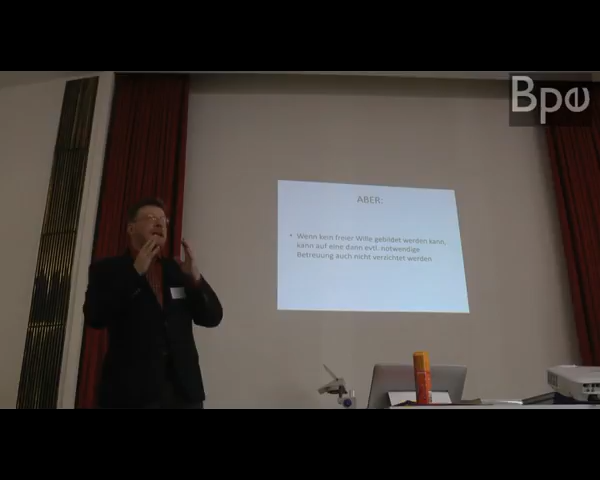 Bpe
ABER:
• Wenn kein freier Wille gebildet werden kann,
kann auf eine dann evtl. notwendige
Betreuung auch nicht verzichtet werden